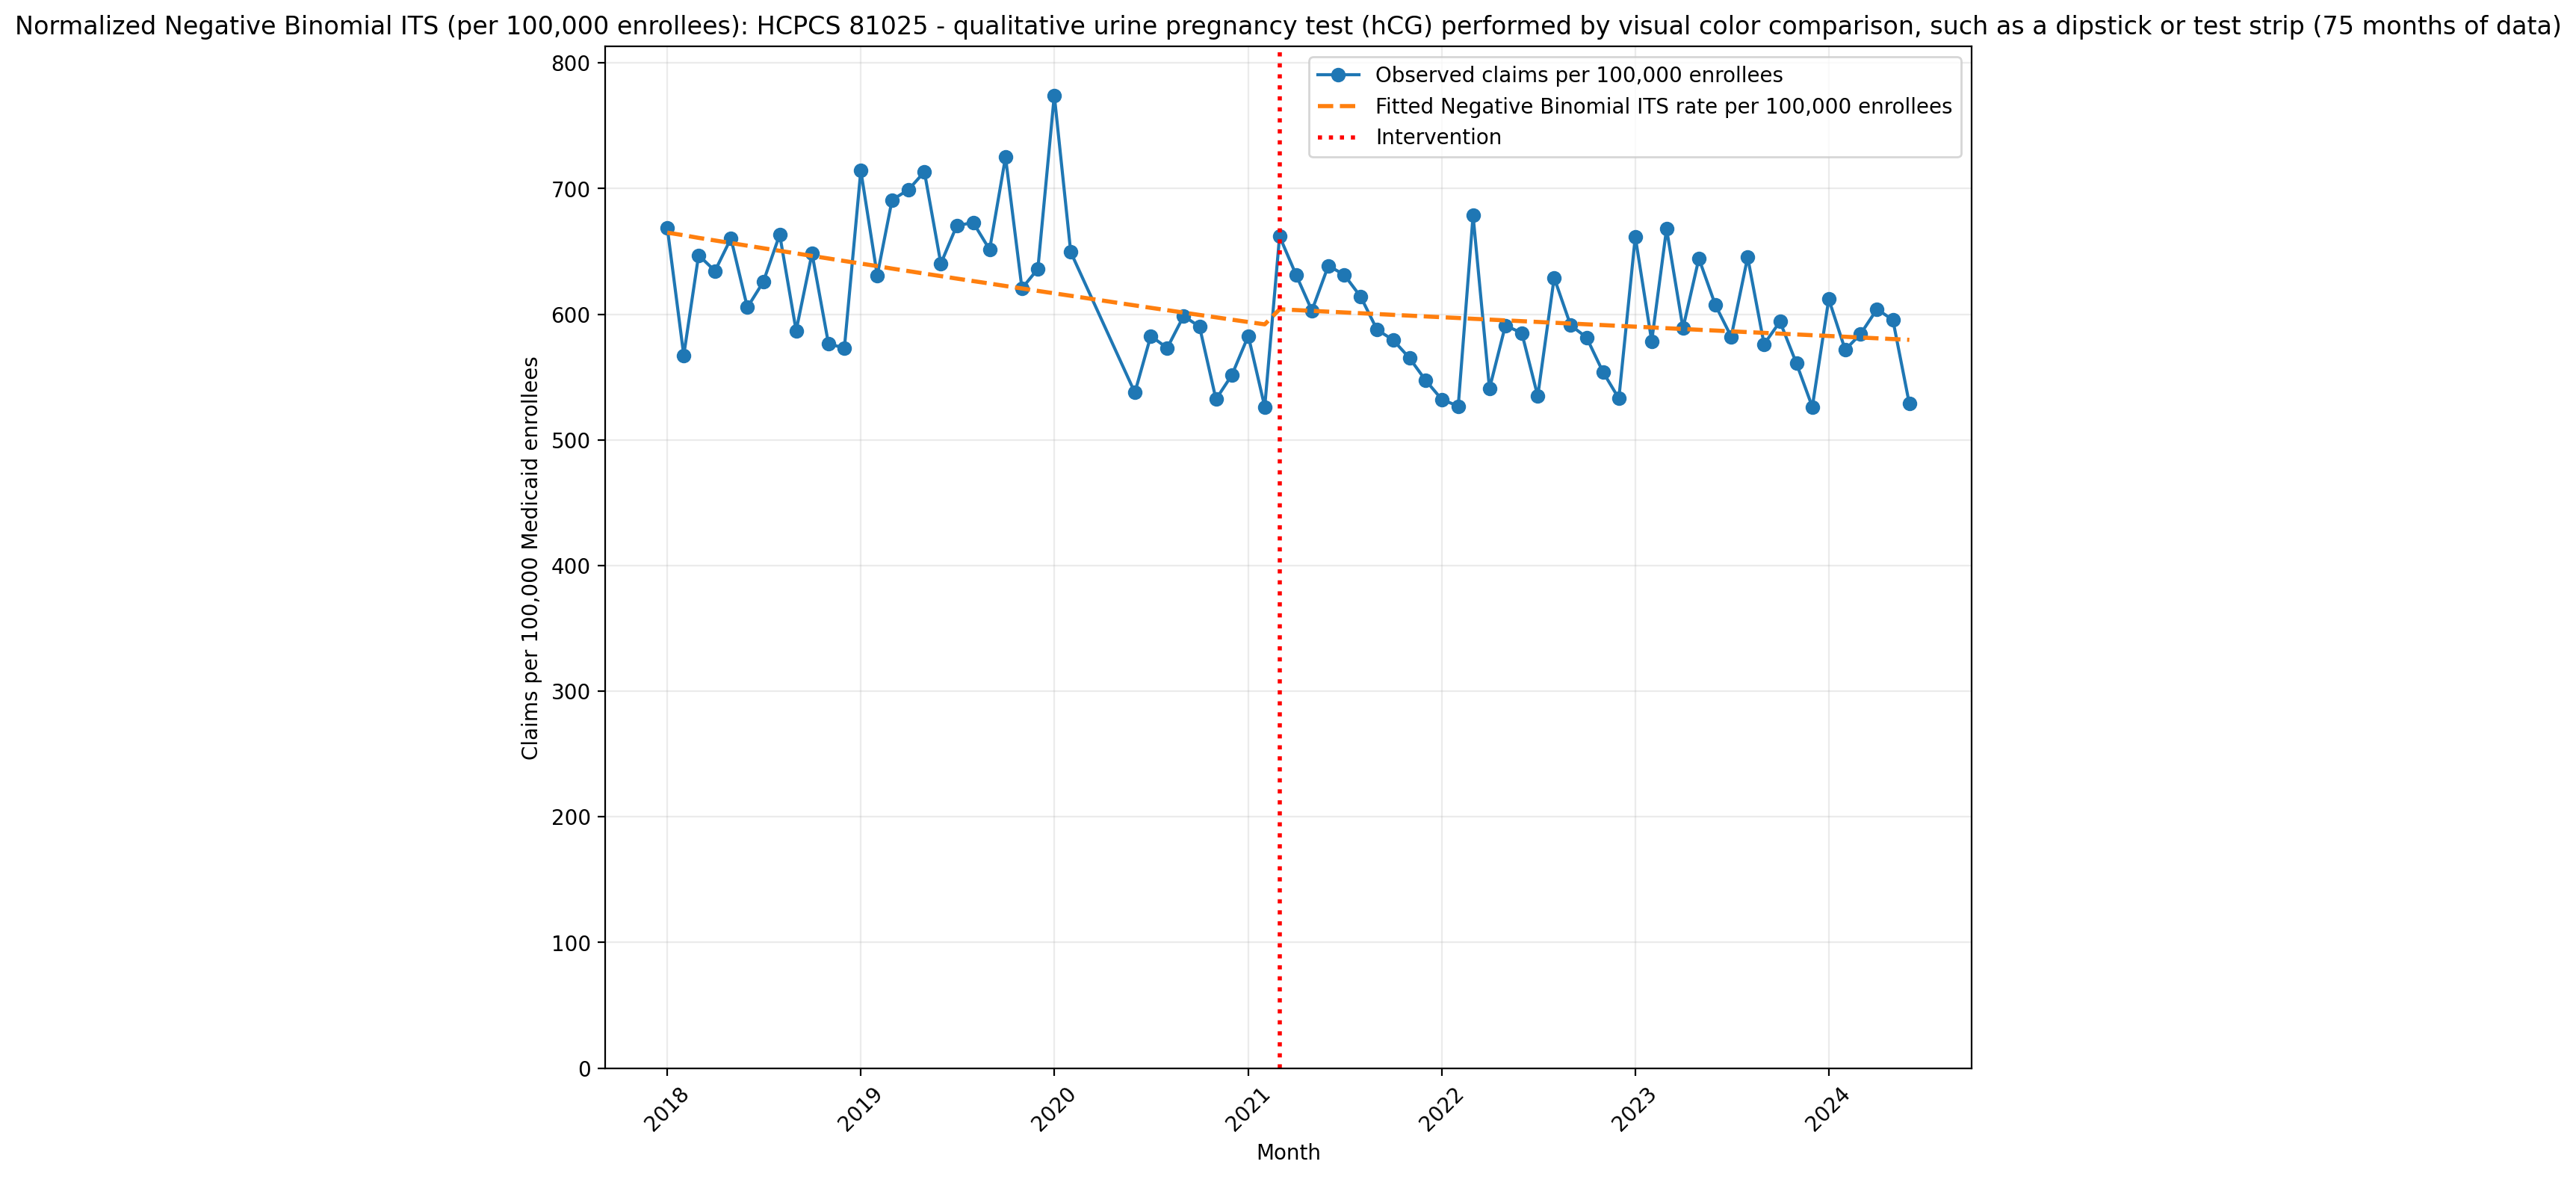 Normalized Negative Binomial ITS (per 100,000 enrollees): HCPCS 81025 - qualitative urine pregnancy test (hCG) performed by visual color comparison, such as a dipstick or test strip (75 months of data)
Observed claims per 100,000 enrollees
Fitted Negative Binomial ITS rate per 100,000 enrollees
Intervention
Claims per 100,000 Medicaid enrollees
800
700
600
500
400
300
200
100
0
2018
2019
2020
2021
2022
2023
2024
Month